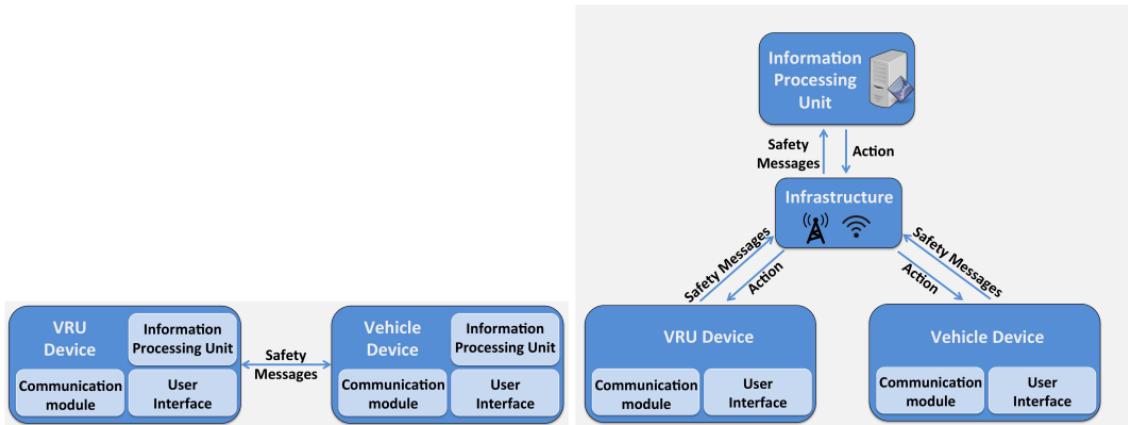 VRU
Device
Information
Processing Unit
Communication
module
User
Interface
Safety
Messages
Vehicle
Device
Information
Processing Unit
Communication
module
User
Interface
Information
Processing
Unit
Safety
Messages
Action
Infrastructure
Safety Messages
Action
Action
Safety Messages
VRU Device
Communication
module
User
Interface
Vehicle Device
Communication
module
User
Interface